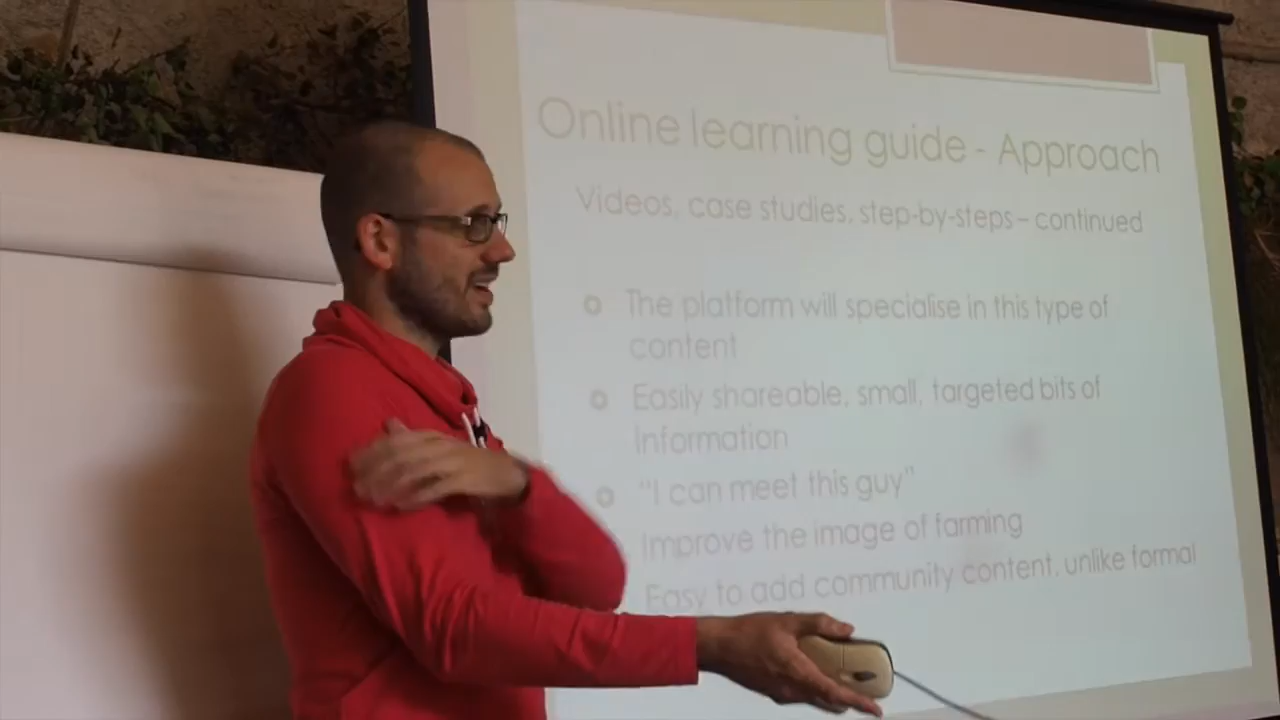 Online learning guide - Approach
Videos, case studies, step-by-steps – continued
The platform will specialise in this type of
content
Easily shareable, small, targeted bits of
Information
"I can meet this guy"
Improve the image of farming
Easy to add community content, unlike formal